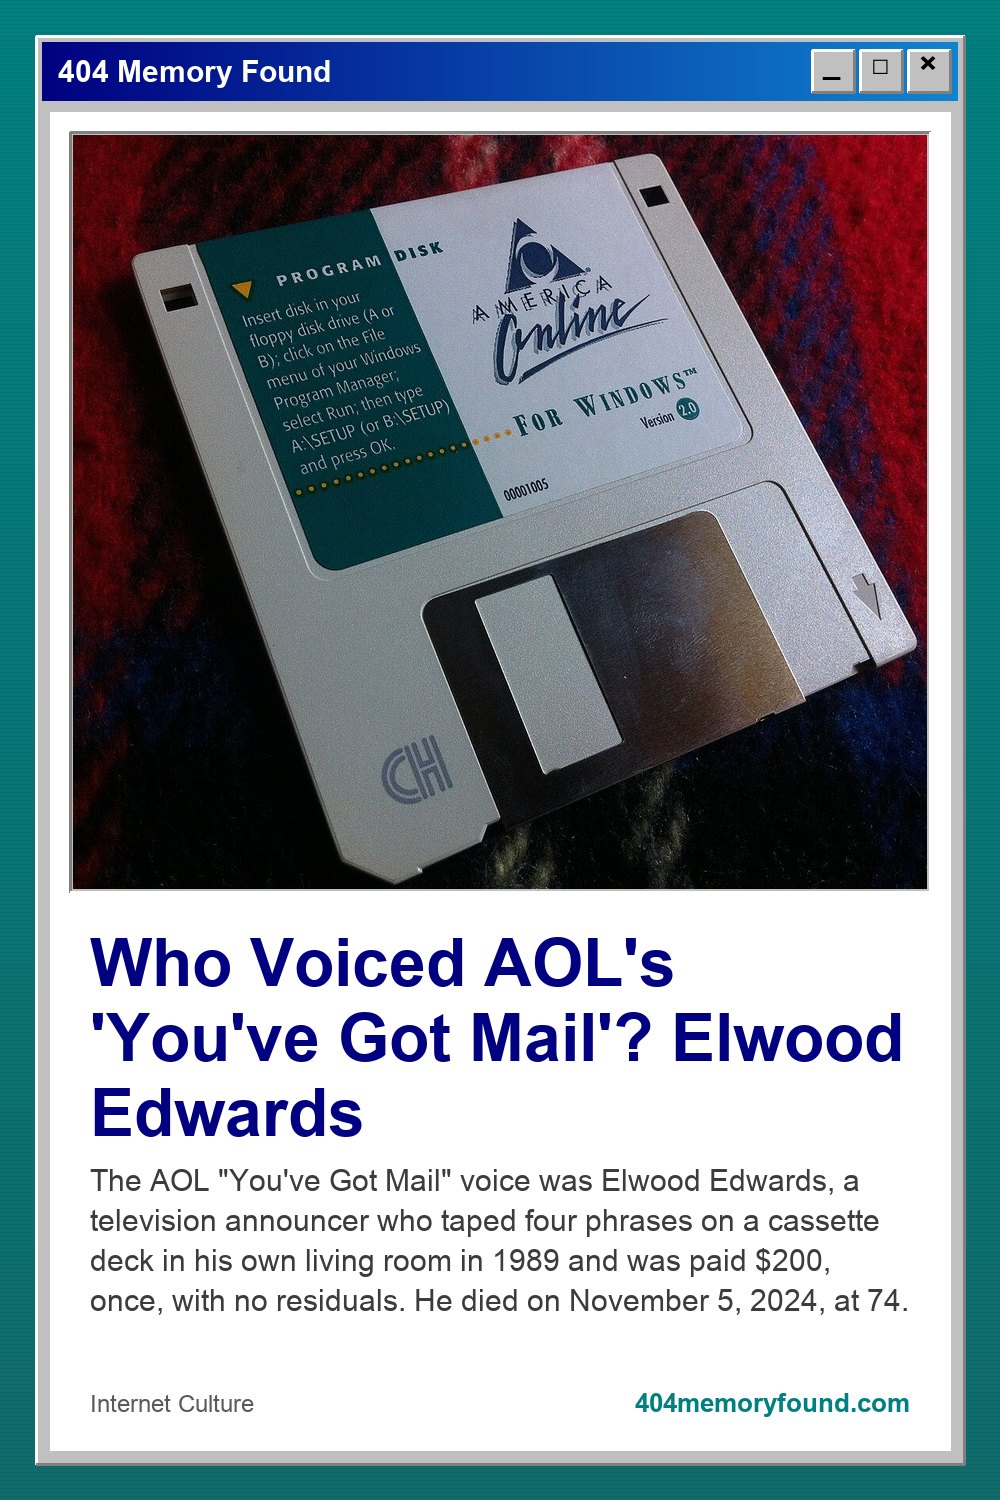 404 Memory Found
PROGRAM DISK
Insert disk in your
floppy disk drive (A or
B); click on the File
menu of your Windows
Program Manager;
select Run; then type
A:\SETUP (or B:\SETUP)
and press OK.
AMERICA
Online
FOR WINDOWS™
Version 2.0
00001005
CH
Who Voiced AOL's
'You've Got Mail'? Elwood
Edwards
The AOL "You've Got Mail" voice was Elwood Edwards, a
television announcer who taped four phrases on a cassette
deck in his own living room in 1989 and was paid $200,
once, with no residuals. He died on November 5, 2024, at 74.
Internet Culture
404memoryfound.com